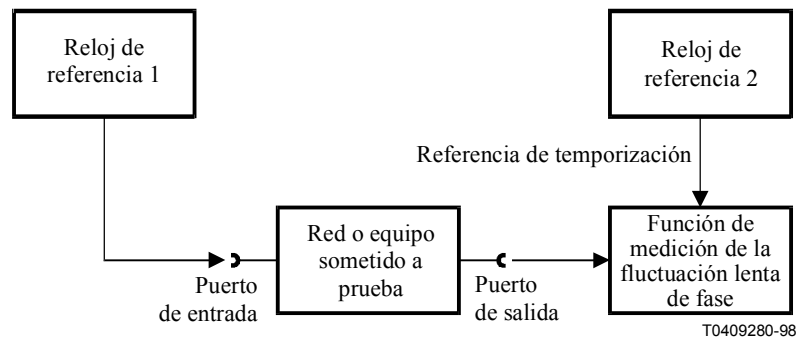 Reloj de
referencia 1
Reloj de
referencia 2
Referencia de temporización
Red o equipo
sometido a
prueba
Función de
medición de la
fluctuación lenta
de fase
Puerto
de entrada
Puerto
de salida
T0409280-98